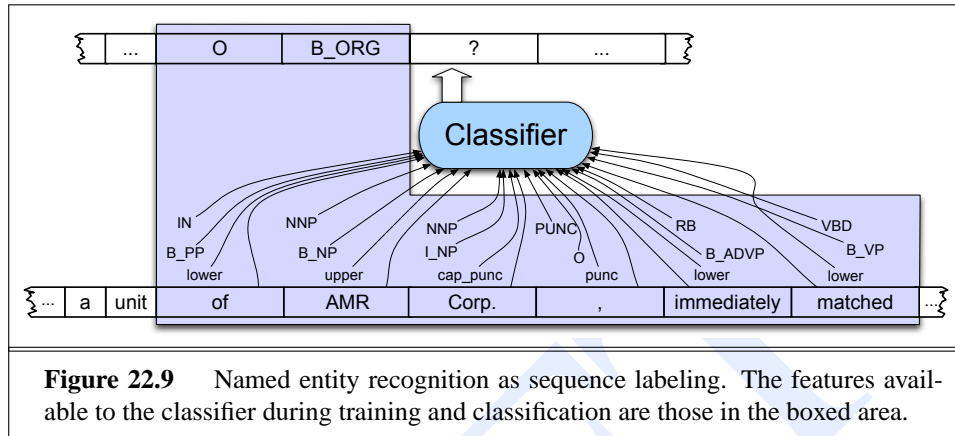 ... O B_ORG ? ...
Classifier
IN NNP NNP PUNC RB VBD
B_PP B_NP I_NP O B_ADVP B_VP
lower upper cap_punc punc lower lower
... a unit of AMR Corp. , immediately matched ...
Figure 22.9 Named entity recognition as sequence labeling. The features avail-
able to the classifier during training and classification are those in the boxed area.